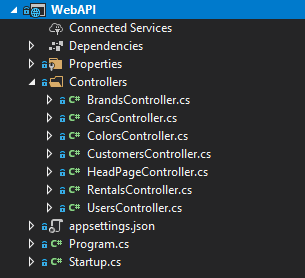 WebAPI
Connected Services
Dependencies
Properties
Controllers
C# BrandsController.cs
C# CarsController.cs
C# ColorsController.cs
C# CustomersController.cs
C# HeadPageController.cs
C# RentalsController.cs
C# UsersController.cs
appsettings.json
C# Program.cs
C# Startup.cs